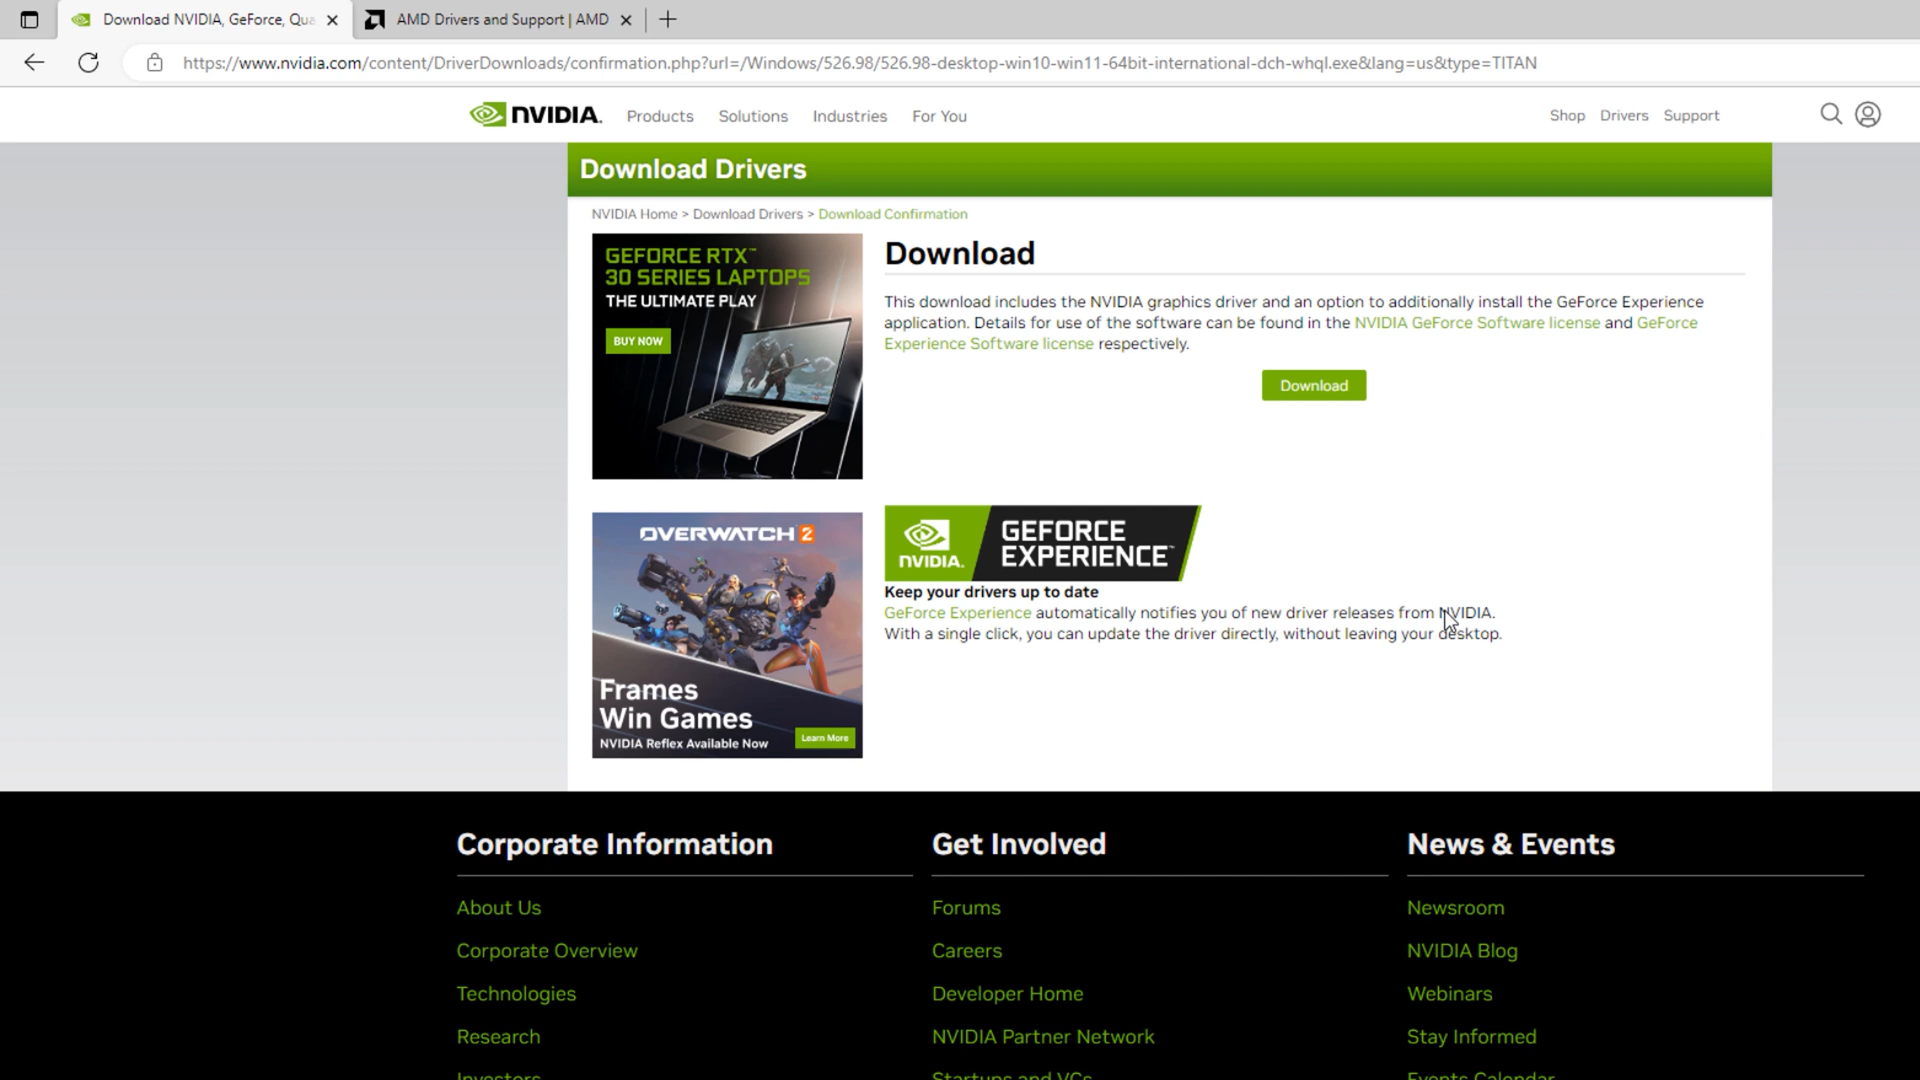 Download NVIDIA, GeForce, Qua
AMD Drivers and Support | AMD
https://www.nvidia.com/content/DriverDownloads/confirmation.php?url=/Windows/526.98/526.98-desktop-win10-win11-64bit-international-dch-whql.exe&lang=us&type=TITAN
NVIDIA.
Products
Solutions
Industries
For You
Shop
Drivers
Support
Download Drivers
NVIDIA Home > Download Drivers > Download Confirmation
GEFORCE RTX™
30 SERIES LAPTOPS
THE ULTIMATE PLAY
BUY NOW
Download
This download includes the NVIDIA graphics driver and an option to additionally install the GeForce Experience
application. Details for use of the software can be found in the NVIDIA GeForce Software license and GeForce
Experience Software license respectively.
Download
OVERWATCH 2
Frames
Win Games
NVIDIA Reflex Available Now
Learn More
NVIDIA.
GEFORCE
EXPERIENCE™
Keep your drivers up to date
GeForce Experience automatically notifies you of new driver releases from NVIDIA.
With a single click, you can update the driver directly, without leaving your desktop.
Corporate Information
About Us
Corporate Overview
Technologies
Research
Investors
Get Involved
Forums
Careers
Developer Home
NVIDIA Partner Network
Startups and VCs
News & Events
Newsroom
NVIDIA Blog
Webinars
Stay Informed
Events Calendar